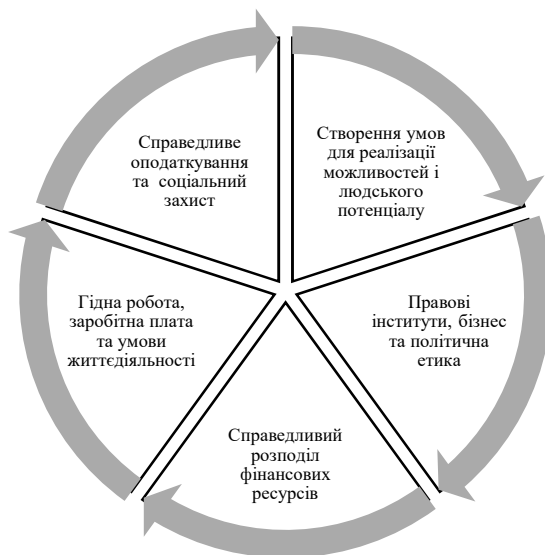 Справедливе
оподаткування
та соціальний
захист
Створення умов
для реалізації
можливостей і
людського
потенціалу
Гідна робота,
заробітна плата
та умови
життєдіяльності
Правові
інститути, бізнес
та політична
етика
Справедливий
розподіл
фінансових
ресурсів